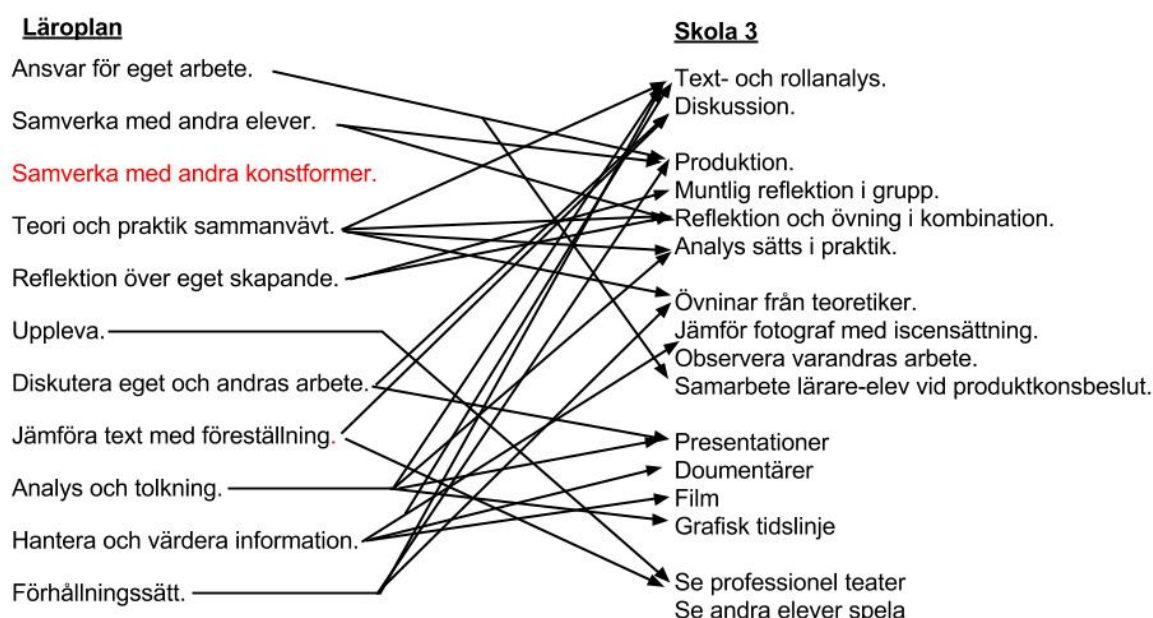 Läroplan
Ansvar för eget arbete.
Samverka med andra elever.
Samverka med andra konstformer.
Teori och praktik sammanvävt.
Reflektion över eget skapande.
Uppleva.
Diskutera eget och andras arbete.
Jämföra text med föreställning.
Analys och tolkning.
Hantera och värdera information.
Förhållningssätt.
Skola 3
Text- och rollanalys.
Diskussion.
Produktion.
Muntlig reflektion i grupp.
Reflektion och övning i kombination.
Analys sätts i praktik.
Övninar från teoretiker.
Jämför fotograf med iscensättning.
Observera varandras arbete.
Samarbete lärare-elev vid produktkonsbeslut.
Presentationer
Doumentärer
Film
Grafisk tidslinje
Se professionel teater
Se andra elever spela